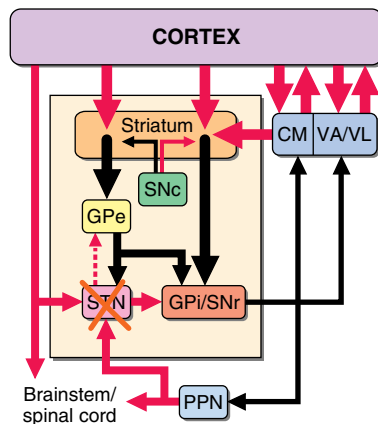 CORTEX
Striatum
CM
VA/VL
SNc
GPe
STN
GPi/SNr
Brainstem/
spinal cord
PPN